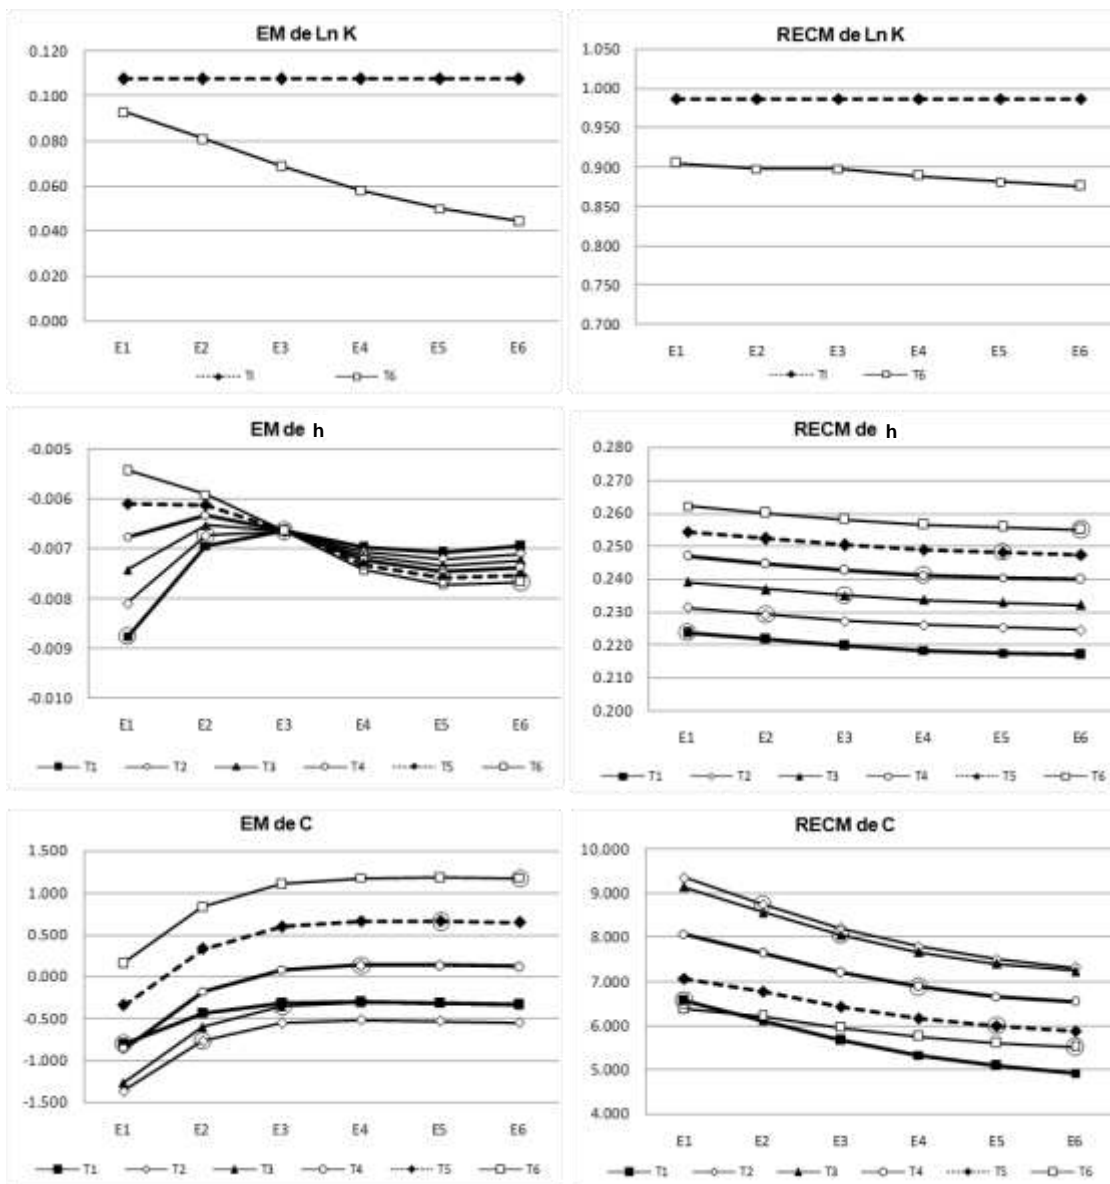 EM de Ln K
0.120
0.100
0.080
0.060
0.040
0.020
0.000
E1 E2 E3 E4 E5 E6
TI T6
RECM de Ln K
1.050
1.000
0.950
0.900
0.850
0.800
0.750
0.700
E1 E2 E3 E4 E5 E6
TI T6
EM de h
-0.005
-0.006
-0.007
-0.008
-0.009
-0.010
E1 E2 E3 E4 E5 E6
T1 T2 T3 T4 T5 T6
RECM de h
0.280
0.270
0.260
0.250
0.240
0.230
0.220
0.210
0.200
E1 E2 E3 E4 E5 E6
T1 T2 T3 T4 T5 T6
EM de C
1.500
1.000
0.500
0.000
-0.500
-1.000
-1.500
E1 E2 E3 E4 E5 E6
T1 T2 T3 T4 T5 T6
RECM de C
10.000
9.000
8.000
7.000
6.000
5.000
4.000
E1 E2 E3 E4 E5 E6
T1 T2 T3 T4 T5 T6